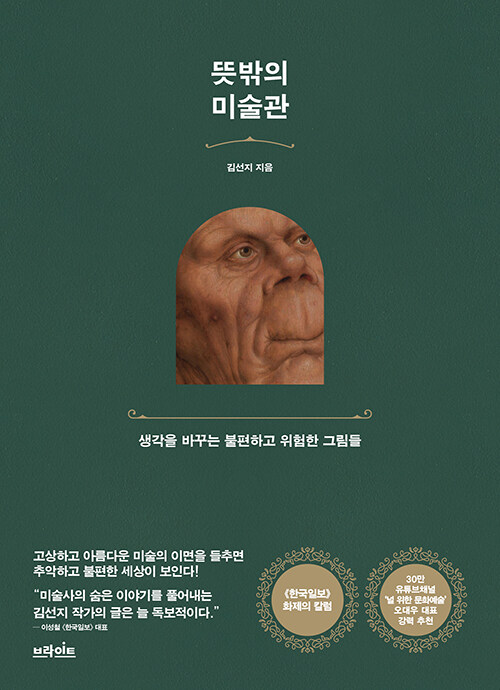 뜻밖의
미술관
김선지 지음
생각을 바꾸는 불편하고 위험한 그림들
고상하고 아름다운 미술의 이면을 들추면
추악하고 불편한 세상이 보인다!
“미술사의 숨은 이야기를 풀어내는
김선지 작가의 글은 늘 독보적이다.”
— 이성철 《한국일보》 대표
브라이트
《한국일보》
화제의 칼럼
30만
유튜브채널
‘널 위한 문화예술’
오대우 대표
강력 추천